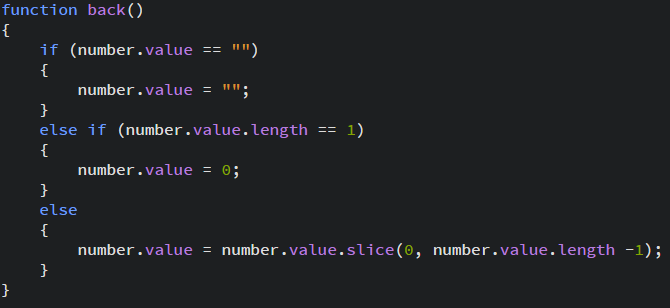 function back()
{
    if (number.value == "")
    {
        number.value = "";
    }
    else if (number.value.length == 1)
    {
        number.value = 0;
    }
    else
    {
        number.value = number.value.slice(0, number.value.length -1);
    }
}